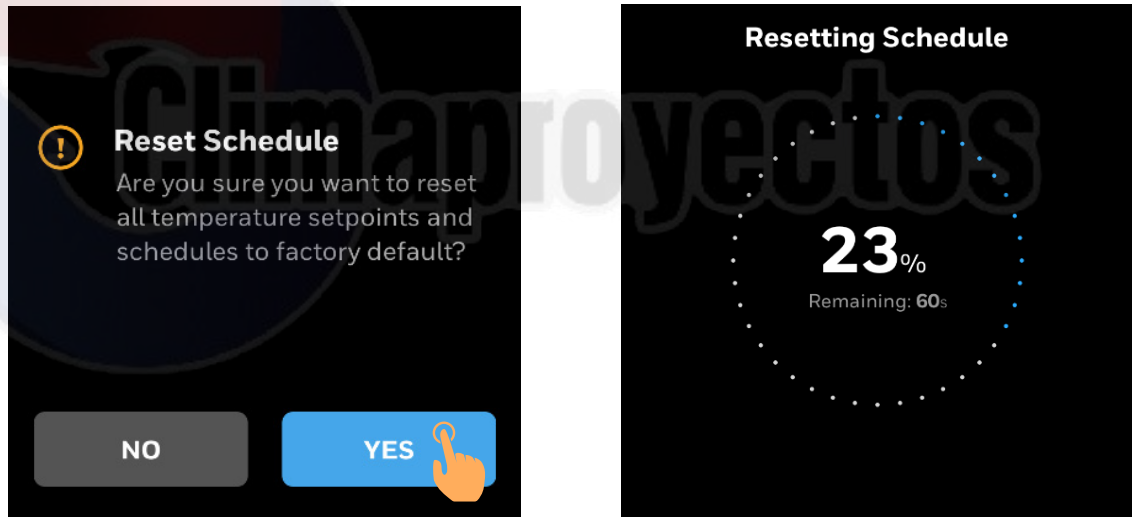 Climaproyectos
Reset Schedule
Are you sure you want to reset
all temperature setpoints and
schedules to factory default?
NO
YES
Resetting Schedule
23%
Remaining: 60s